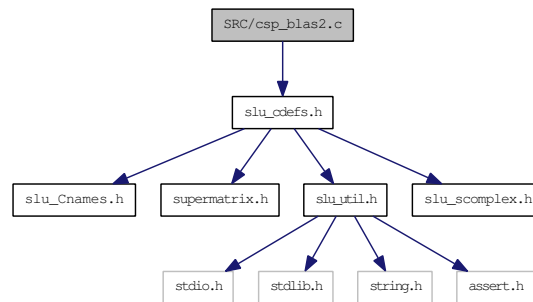 SRC/csp_blas2.c
slu_cdefs.h
slu_Cnames.h
supermatrix.h
slu_util.h
slu_scomplex.h
stdio.h
stdlib.h
string.h
assert.h